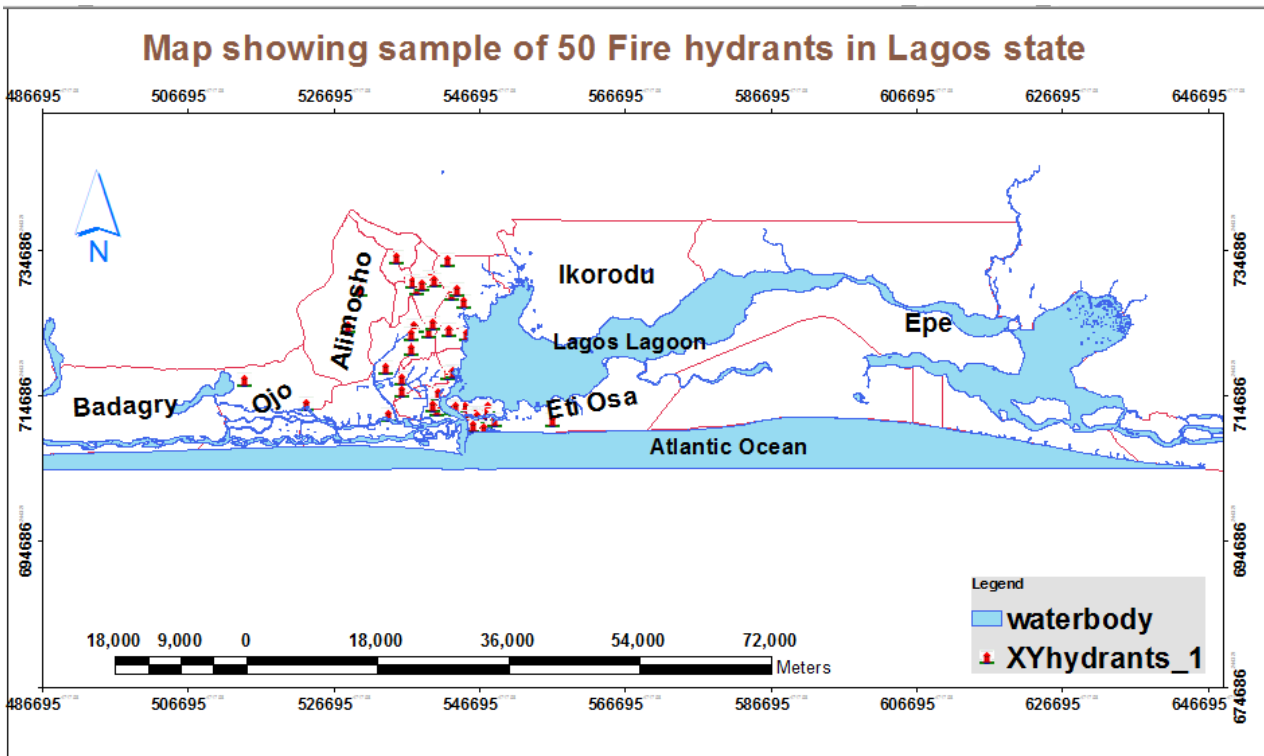 Map showing sample of 50 Fire hydrants in Lagos state
486695 506695 526695 546695 566695 586695 606695 626695 646695
734686 734686
N
Alimosho
Ikorodu
Epe
Lagos Lagoon
714686 714686
Badagry
Ojo
Eti Osa
Atlantic Ocean
694686 694686
Legend
waterbody
XYhydrants_1
18,000 9,000 0 18,000 36,000 54,000 72,000
Meters
674686
486695 506695 526695 546695 566695 586695 606695 626695 646695